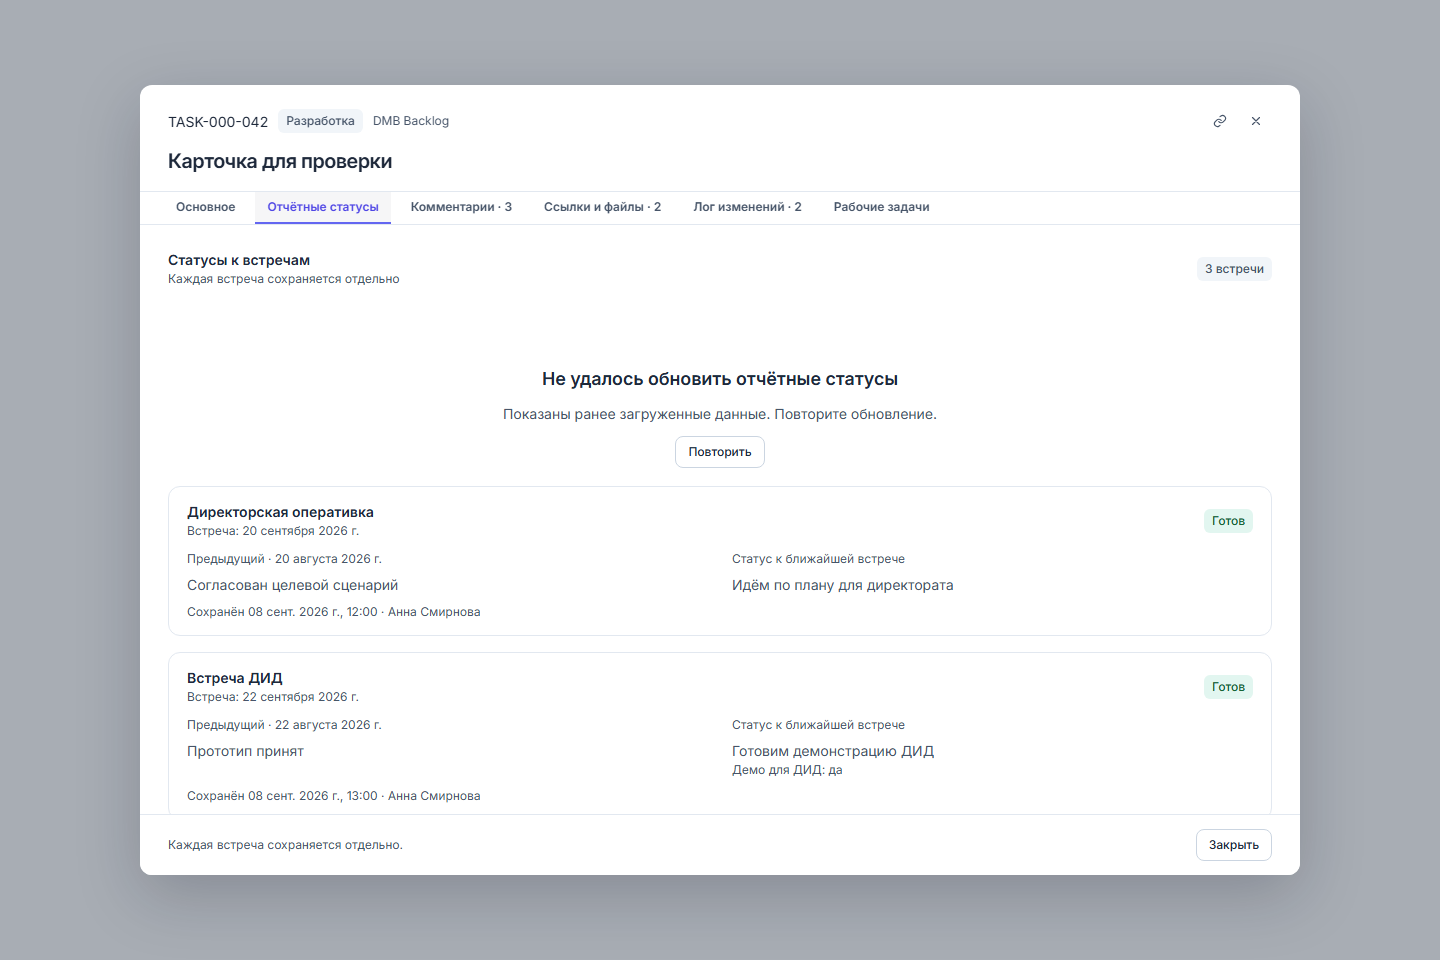 TASK-000-042 Разработка DMB Backlog
Карточка для проверки
Основное Отчётные статусы Комментарии · 3 Ссылки и файлы · 2 Лог изменений · 2 Рабочие задачи
Статусы к встречам
Каждая встреча сохраняется отдельно
3 встречи
Не удалось обновить отчётные статусы
Показаны ранее загруженные данные. Повторите обновление.
Повторить
Директорская оперативка
Встреча: 20 сентября 2026 г.
Готов
Предыдущий · 20 августа 2026 г.
Согласован целевой сценарий
Сохранён 08 сент. 2026 г., 12:00 · Анна Смирнова
Статус к ближайшей встрече
Идём по плану для директората
Встреча ДИД
Встреча: 22 сентября 2026 г.
Готов
Предыдущий · 22 августа 2026 г.
Прототип принят
Статус к ближайшей встрече
Готовим демонстрацию ДИД
Демо для ДИД: да
Сохранён 08 сент. 2026 г., 13:00 · Анна Смирнова
Каждая встреча сохраняется отдельно.
Закрыть